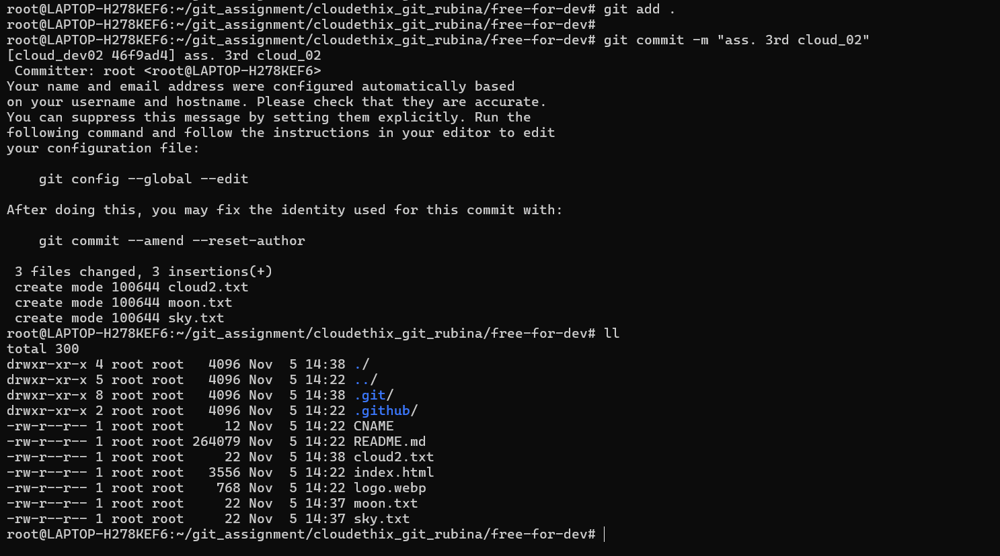 root@LAPTOP-H278KEF6:~/git_assignment/cloudethix_git_rubina/free-for-dev# git add .
root@LAPTOP-H278KEF6:~/git_assignment/cloudethix_git_rubina/free-for-dev#
root@LAPTOP-H278KEF6:~/git_assignment/cloudethix_git_rubina/free-for-dev# git commit -m "ass. 3rd cloud_02"
[cloud_dev02 46f9ad4] ass. 3rd cloud_02
 Committer: root <root@LAPTOP-H278KEF6>
Your name and email address were configured automatically based
on your username and hostname. Please check that they are accurate.
You can suppress this message by setting them explicitly. Run the
following command and follow the instructions in your editor to edit
your configuration file:

    git config --global --edit

After doing this, you may fix the identity used for this commit with:

    git commit --amend --reset-author

 3 files changed, 3 insertions(+)
 create mode 100644 cloud2.txt
 create mode 100644 moon.txt
 create mode 100644 sky.txt
root@LAPTOP-H278KEF6:~/git_assignment/cloudethix_git_rubina/free-for-dev# ll
total 300
drwxr-xr-x 4 root root   4096 Nov  5 14:38 ./
drwxr-xr-x 5 root root   4096 Nov  5 14:22 ../
drwxr-xr-x 8 root root   4096 Nov  5 14:38 .git/
drwxr-xr-x 2 root root   4096 Nov  5 14:22 .github/
-rw-r--r-- 1 root root     12 Nov  5 14:22 CNAME
-rw-r--r-- 1 root root 264079 Nov  5 14:22 README.md
-rw-r--r-- 1 root root     22 Nov  5 14:38 cloud2.txt
-rw-r--r-- 1 root root   3556 Nov  5 14:22 index.html
-rw-r--r-- 1 root root    768 Nov  5 14:22 logo.webp
-rw-r--r-- 1 root root     22 Nov  5 14:37 moon.txt
-rw-r--r-- 1 root root     22 Nov  5 14:37 sky.txt
root@LAPTOP-H278KEF6:~/git_assignment/cloudethix_git_rubina/free-for-dev#